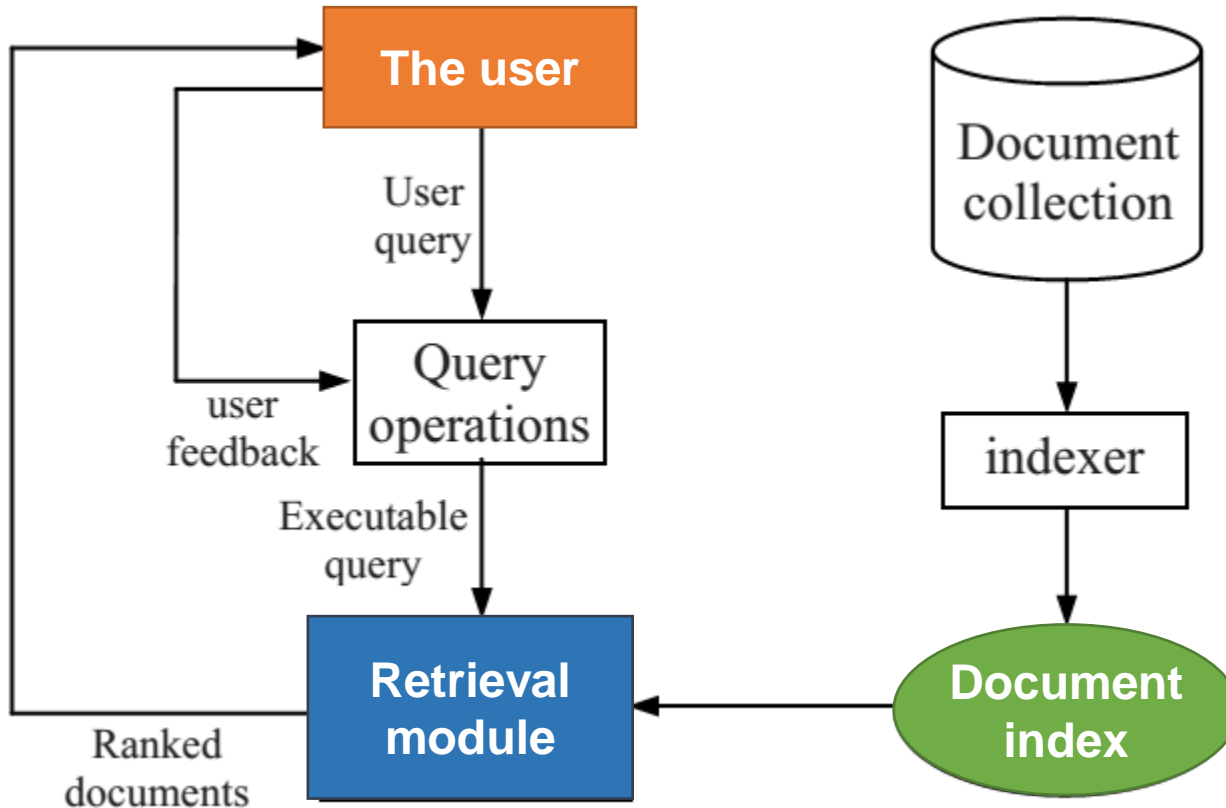 The user
User
query
Query
operations
user
feedback
Executable
query
Retrieval
module
Ranked
documents
Document
collection
indexer
Document
index